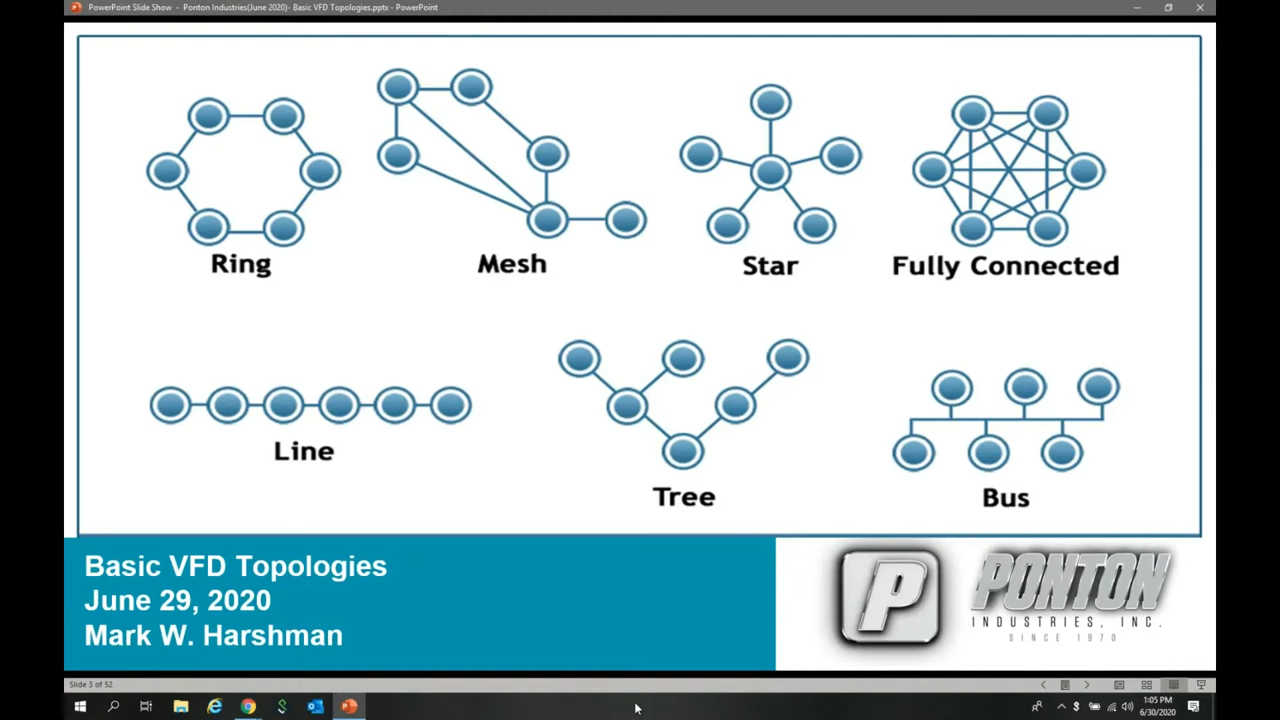 PowerPoint Slide Show - Ponton Industries(June 2020)- Basic VFD Topologies.pptx - PowerPoint
Ring
Mesh
Star
Fully Connected
Line
Tree
Bus
Basic VFD Topologies
June 29, 2020
Mark W. Harshman
P
PONTON
INDUSTRIES, INC.
SINCE 1970
Slide 3 of 52
1:05 PM
6/30/2020